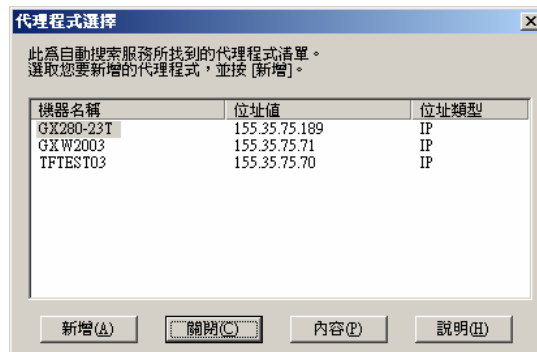 代理程式選擇
此為自動搜索服務所找到的代理程式清單。
選取您要新增的代理程式，並按 [新增]。
機器名稱 位址值 位址類型
GX280-23T 155.35.75.189 IP
GXW2003 155.35.75.71 IP
TFTEST03 155.35.75.70 IP
新增(A) 關閉(C) 內容(P) 說明(H)